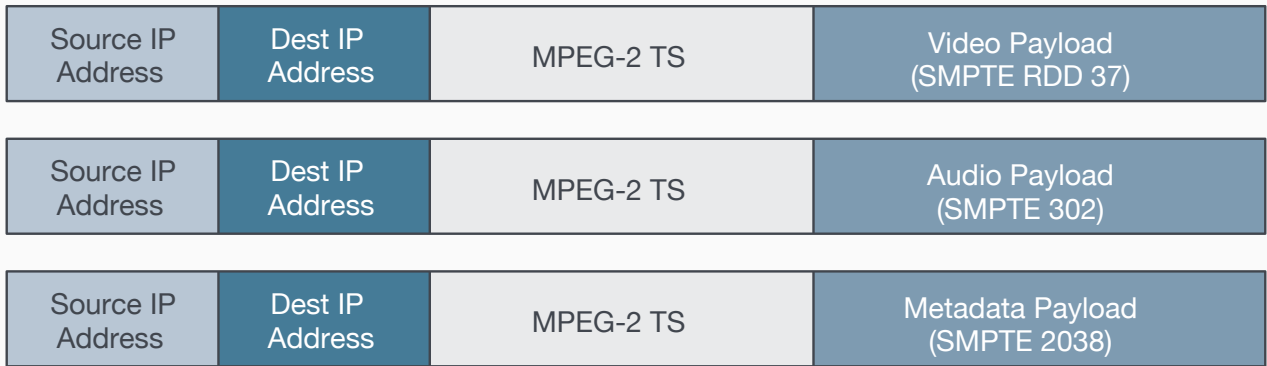 Source IP
Address
Dest IP
Address
MPEG-2 TS
Video Payload
(SMPTE RDD 37)
Source IP
Address
Dest IP
Address
MPEG-2 TS
Audio Payload
(SMPTE 302)
Source IP
Address
Dest IP
Address
MPEG-2 TS
Metadata Payload
(SMPTE 2038)